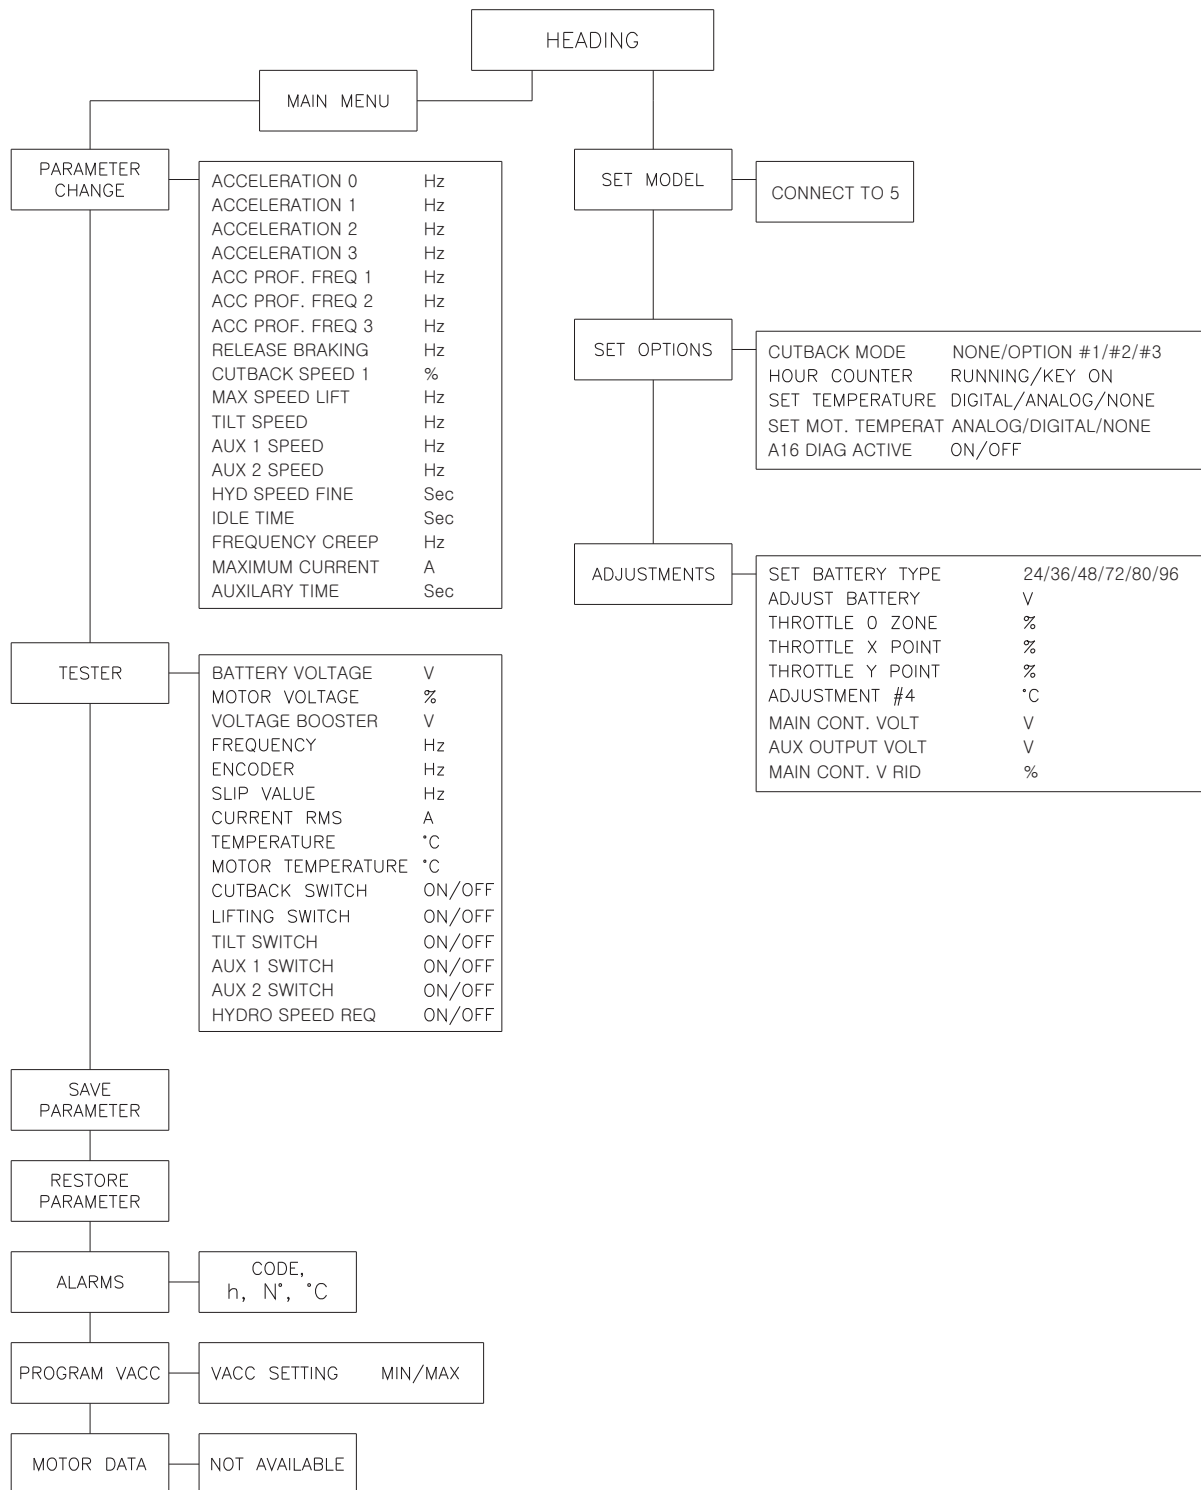 HEADING
MAIN MENU
PARAMETER
CHANGE
ACCELERATION 0 Hz
ACCELERATION 1 Hz
ACCELERATION 2 Hz
ACCELERATION 3 Hz
ACC PROF. FREQ 1 Hz
ACC PROF. FREQ 2 Hz
ACC PROF. FREQ 3 Hz
RELEASE BRAKING Hz
CUTBACK SPEED 1 %
MAX SPEED LIFT Hz
TILT SPEED Hz
AUX 1 SPEED Hz
AUX 2 SPEED Hz
HYD SPEED FINE Sec
IDLE TIME Sec
FREQUENCY CREEP Hz
MAXIMUM CURRENT A
AUXILARY TIME Sec
TESTER
BATTERY VOLTAGE V
MOTOR VOLTAGE %
VOLTAGE BOOSTER V
FREQUENCY Hz
ENCODER Hz
SLIP VALUE Hz
CURRENT RMS A
TEMPERATURE °C
MOTOR TEMPERATURE °C
CUTBACK SWITCH ON/OFF
LIFTING SWITCH ON/OFF
TILT SWITCH ON/OFF
AUX 1 SWITCH ON/OFF
AUX 2 SWITCH ON/OFF
HYDRO SPEED REQ ON/OFF
SAVE
PARAMETER
RESTORE
PARAMETER
ALARMS
CODE,
h, N°, °C
PROGRAM VACC
VACC SETTING MIN/MAX
MOTOR DATA
NOT AVAILABLE
SET MODEL
CONNECT TO 5
SET OPTIONS
CUTBACK MODE NONE/OPTION #1/#2/#3
HOUR COUNTER RUNNING/KEY ON
SET TEMPERATURE DIGITAL/ANALOG/NONE
SET MOT. TEMPERAT ANALOG/DIGITAL/NONE
A16 DIAG ACTIVE ON/OFF
ADJUSTMENTS
SET BATTERY TYPE 24/36/48/72/80/96
ADJUST BATTERY V
THROTTLE 0 ZONE %
THROTTLE X POINT %
THROTTLE Y POINT %
ADJUSTMENT #4 °C
MAIN CONT. VOLT V
AUX OUTPUT VOLT V
MAIN CONT. V RID %